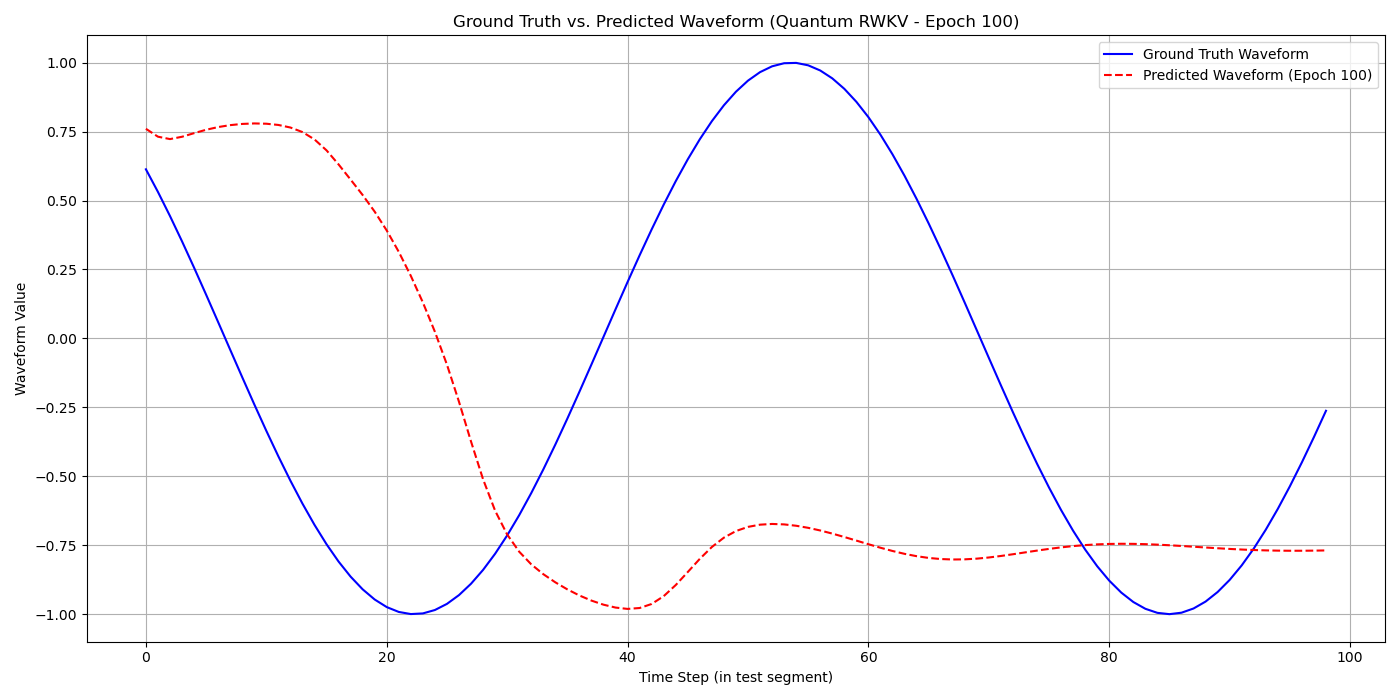 Ground Truth vs. Predicted Waveform (Quantum RWKV - Epoch 100)
Ground Truth Waveform
Predicted Waveform (Epoch 100)
Waveform Value
1.00
0.75
0.50
0.25
0.00
−0.25
−0.50
−0.75
−1.00
0 20 40 60 80 100
Time Step (in test segment)